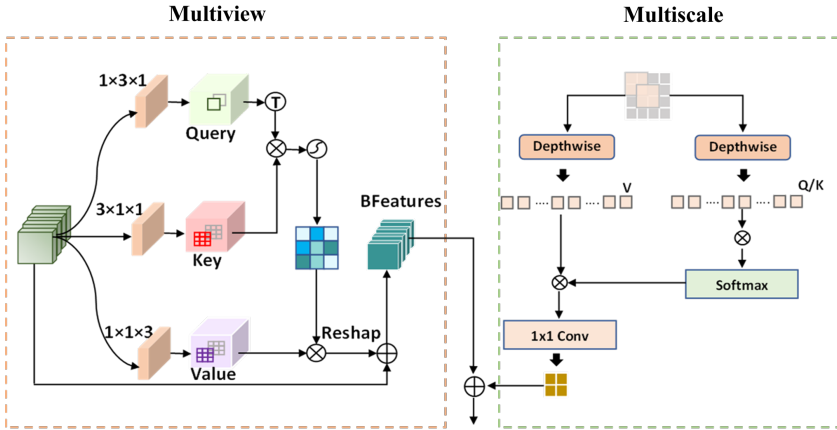 Multiview
Multiscale
1×3×1
T
Query
3×1×1
Key
BFeatures
1×1×3
Value
Reshap
Depthwise
Depthwise
V
Q/K
Softmax
1x1 Conv